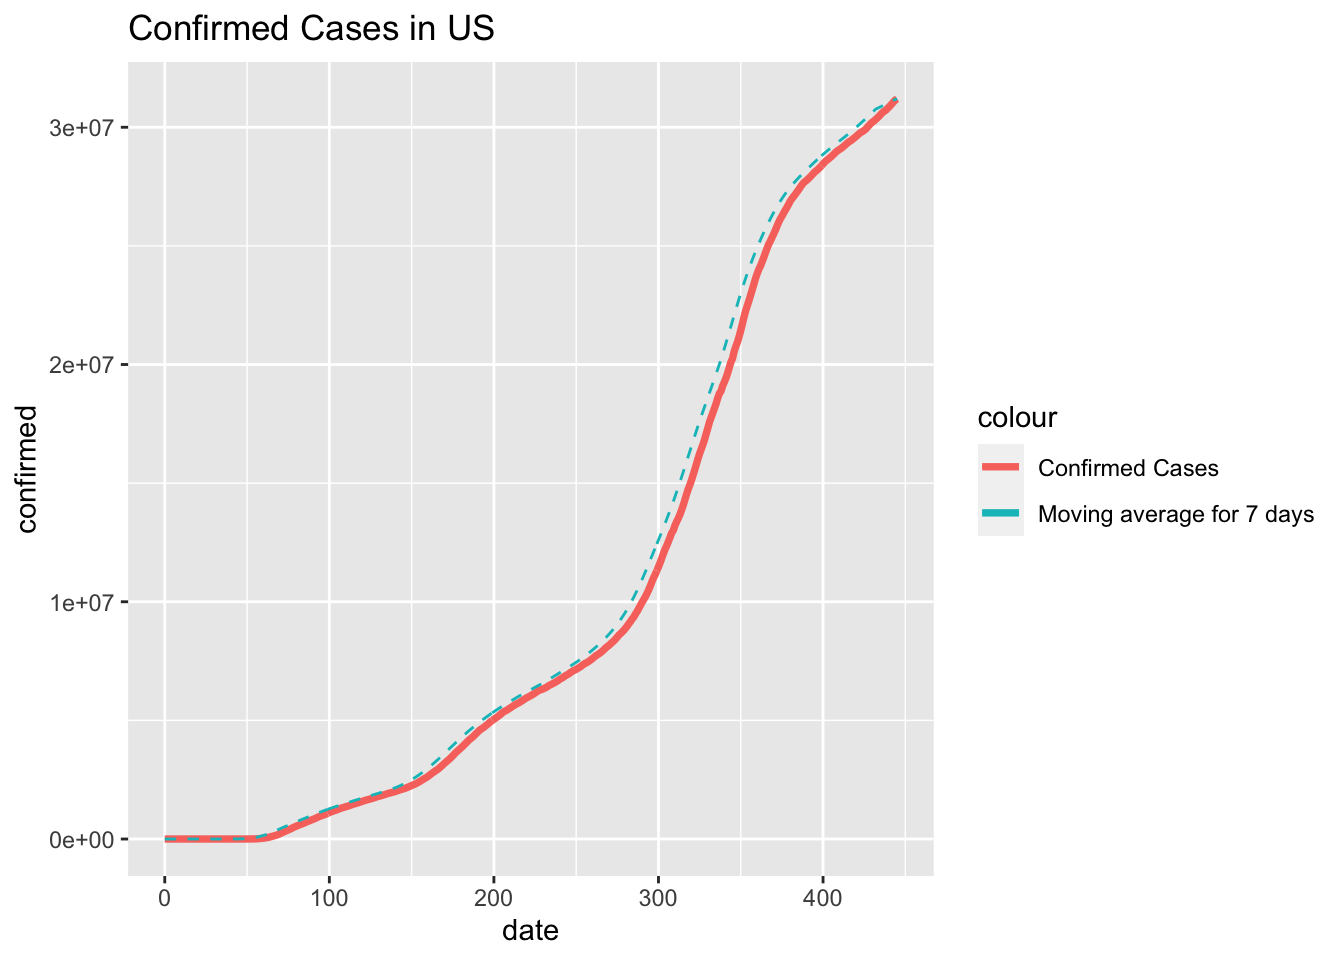 Confirmed Cases in US
3e+07
2e+07
1e+07
0e+00
confirmed
0
100
200
300
400
date
colour
Confirmed Cases
Moving average for 7 days